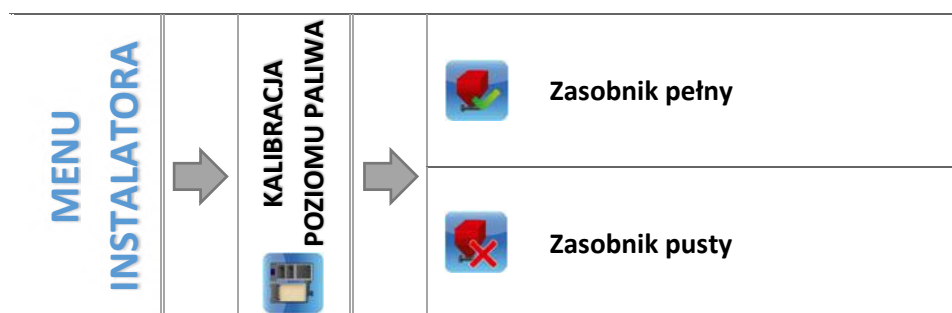 MENU
INSTALATORA
KALIBRACJA
POZIOMU PALIWA
Zasobnik pełny
Zasobnik pusty